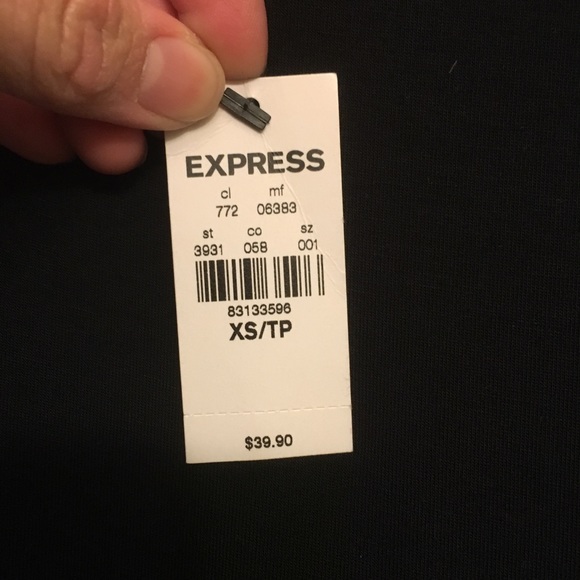 EXPRESS
cl mf
772 06383
st co sz
3931 058 001
83133596
XS/TP
$39.90